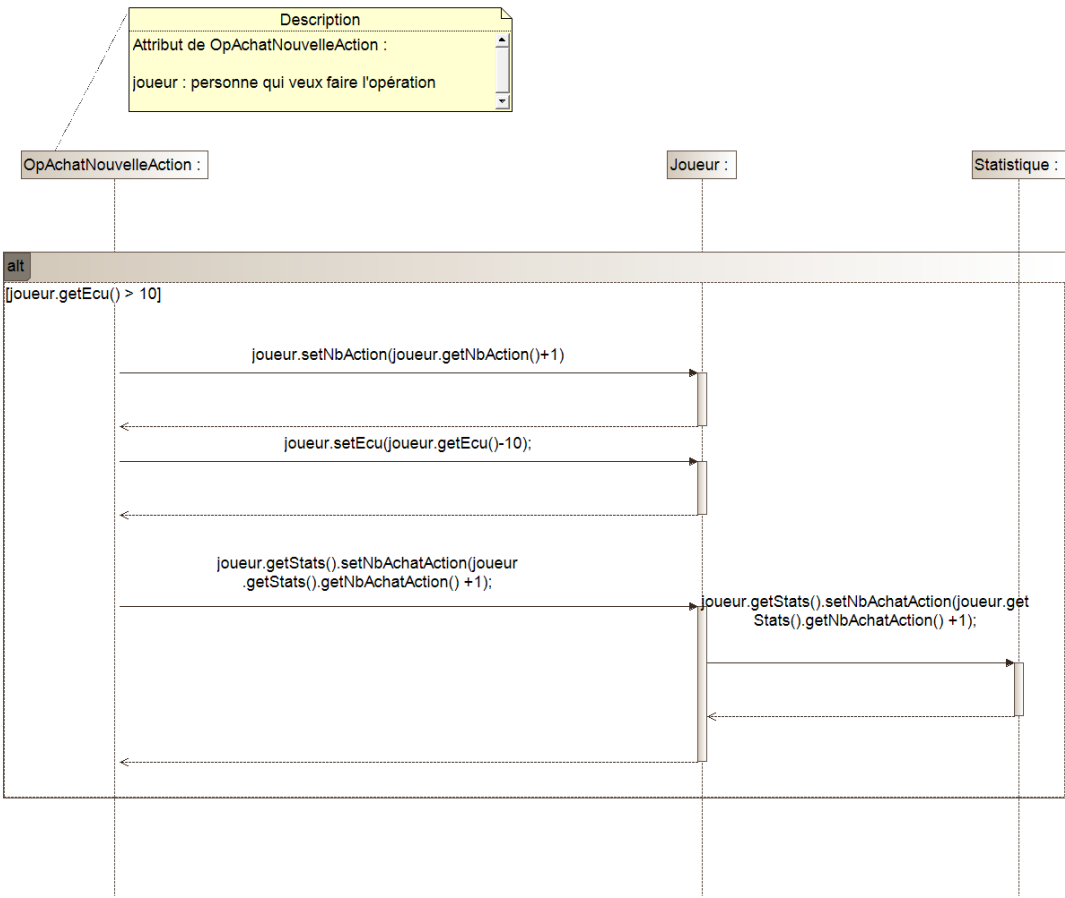 Description
Attribut de OpAchatNouvelleAction :
joueur : personne qui veux faire l'opération
OpAchatNouvelleAction :
Joueur :
Statistique :
alt
[joueur.getEcu() > 10]
joueur.setNbAction(joueur.getNbAction()+1)
joueur.setEcu(joueur.getEcu()-10);
joueur.getStats().setNbAchatAction(joueur
.getStats().getNbAchatAction() +1);
joueur.getStats().setNbAchatAction(joueur.get
Stats().getNbAchatAction() +1);